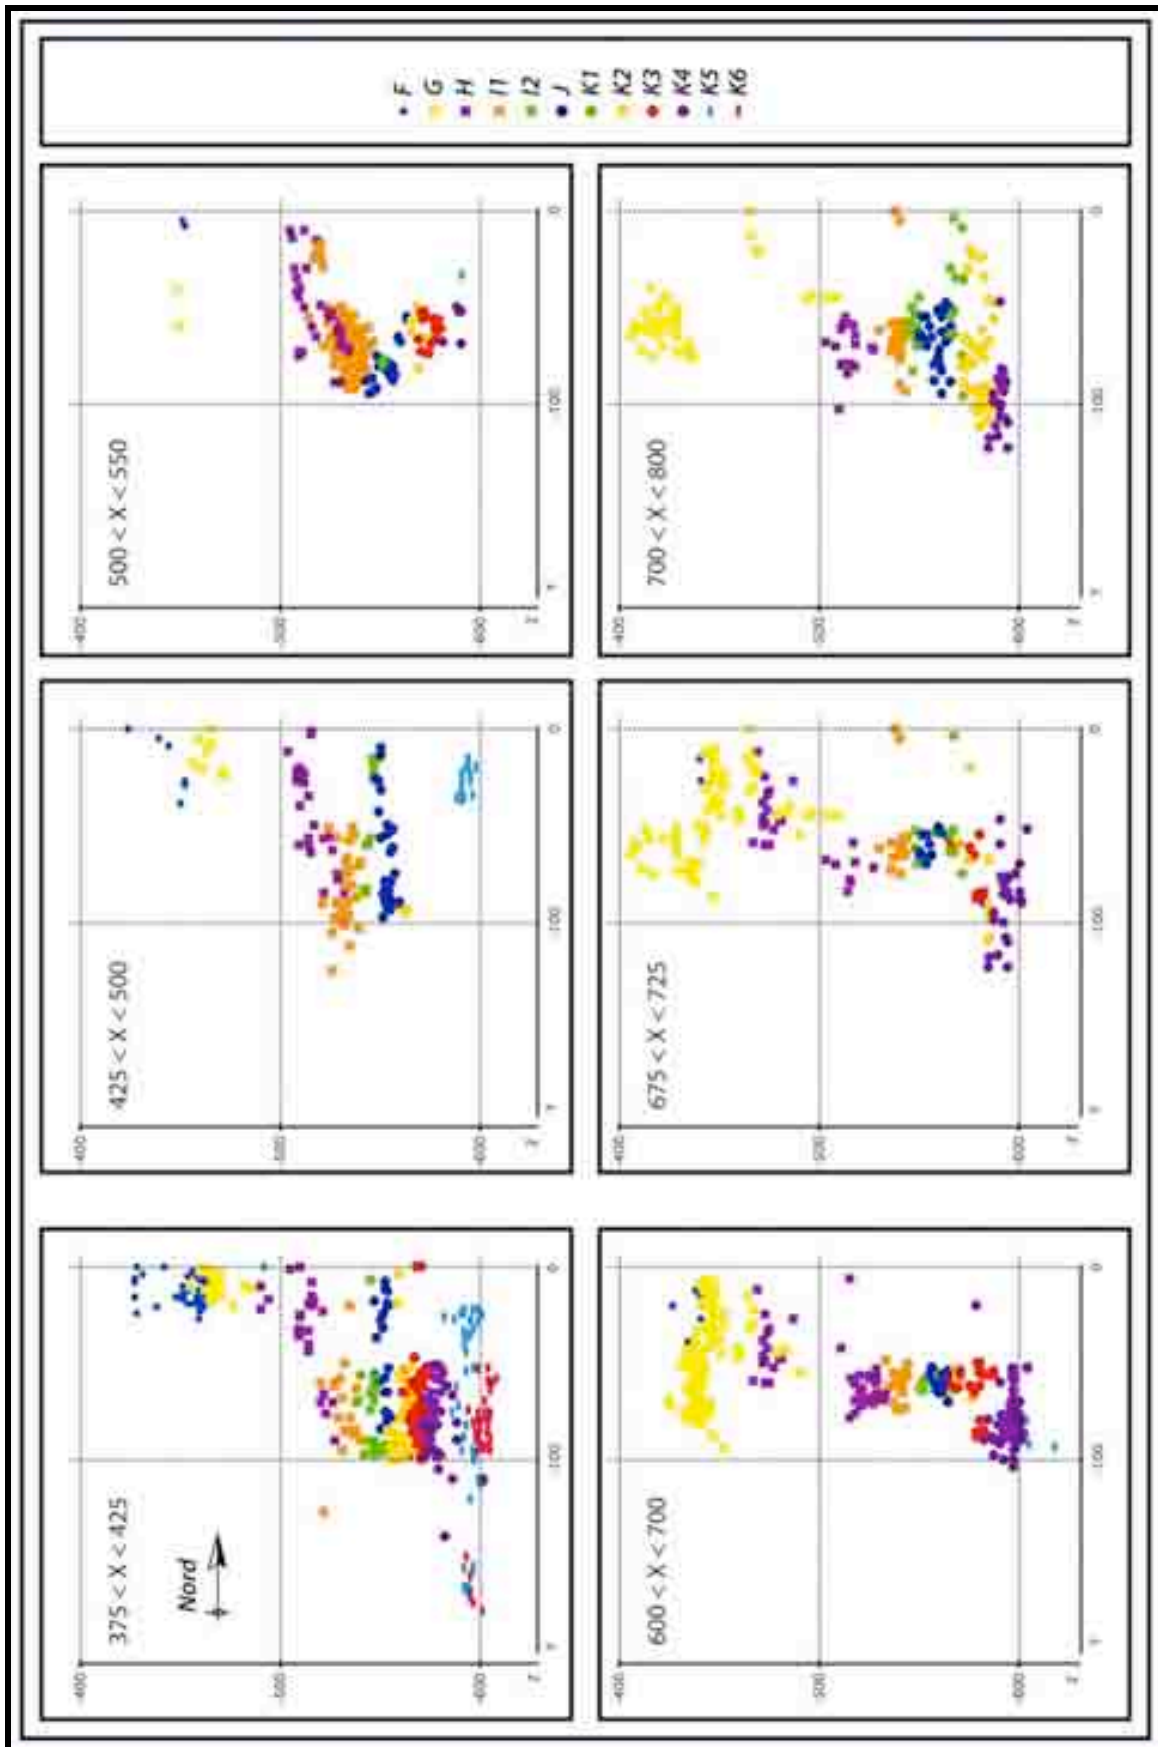 375 < X < 425
Nord
-400
-500
-600
Z
Y
100
0
425 < X < 500
-400
-500
-600
Z
Y
100
0
500 < X < 550
-400
-500
-600
Z
Y
100
0
600 < X < 700
-400
-500
-600
Z
Y
100
0
675 < X < 725
-400
-500
-600
Z
Y
100
0
700 < X < 800
-400
-500
-600
Z
Y
100
0
F
G
H
I1
I2
J
K1
K2
K3
K4
K5
K6